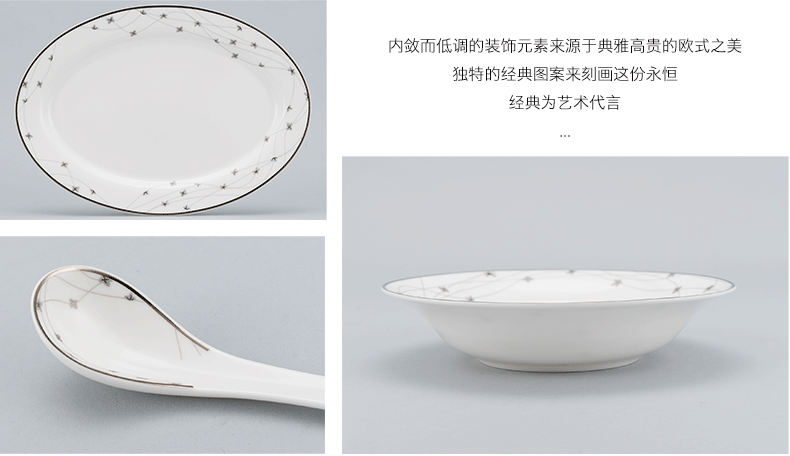 内敛而低调的装饰元素来源于典雅高贵的欧式之美
独特的经典图案来刻画这份永恒
经典为艺术代言
...